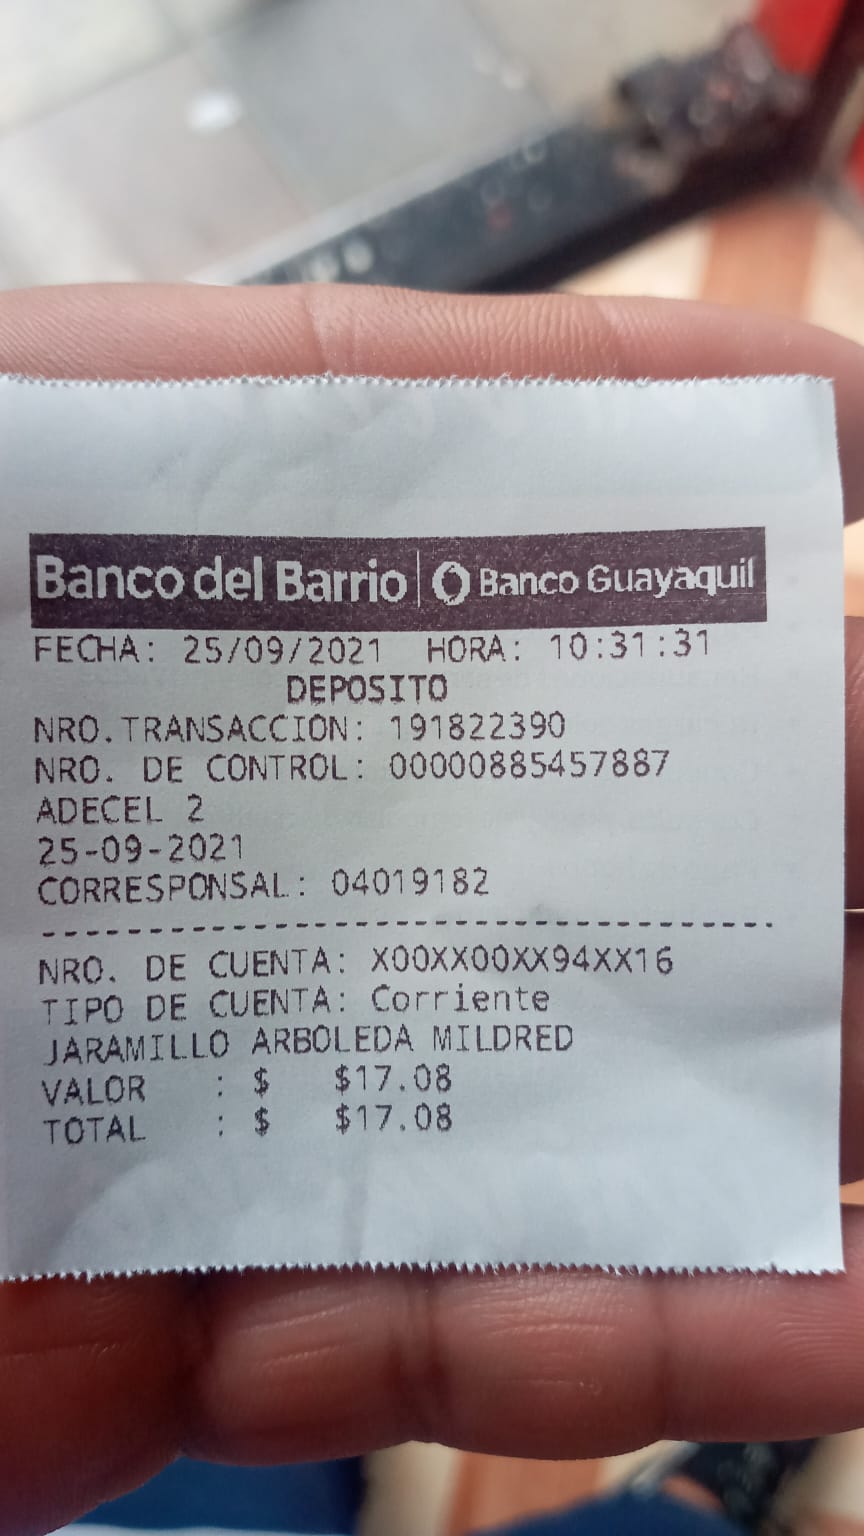 Banco del Barrio | Banco Guayaquil
FECHA: 25/09/2021 HORA: 10:31:31
DEPOSITO
NRO.TRANSACCION: 191822390
NRO. DE CONTROL: 00000885457887
ADECEL 2
25-09-2021
CORRESPONSAL: 04019182
NRO. DE CUENTA: X00XX00XX94XX16
TIPO DE CUENTA: Corriente
JARAMILLO ARBOLEDA MILDRED
VALOR : $ $17.08
TOTAL : $ $17.08